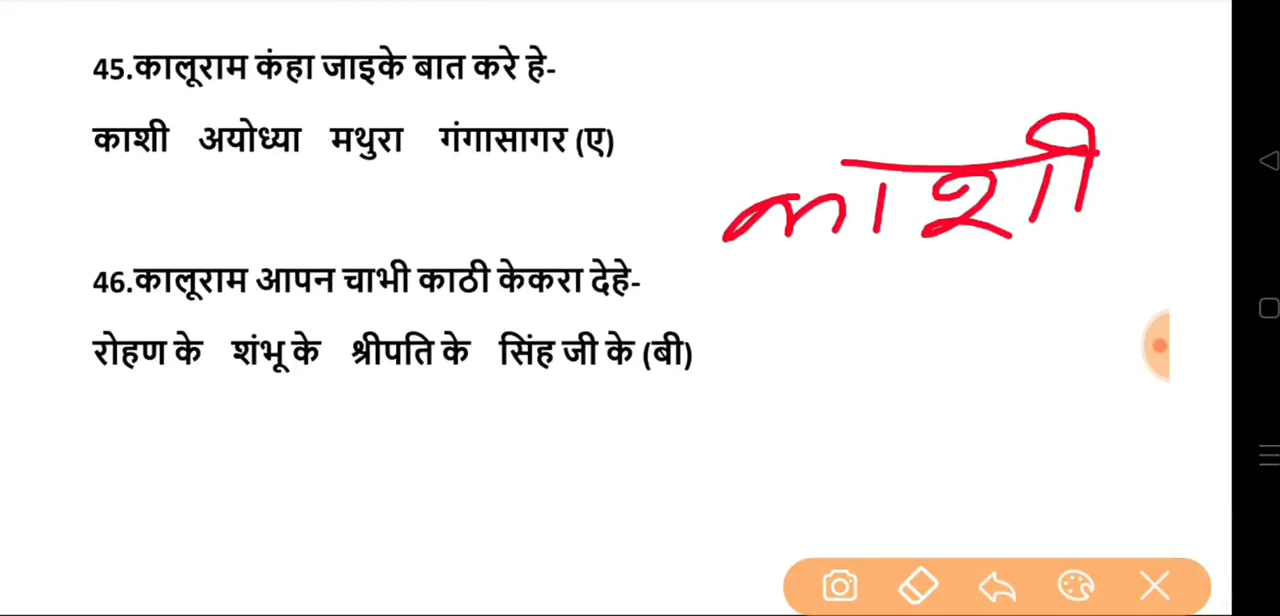 45.कालूराम कंहा जाइके बात करे हे-
काशी अयोध्या मथुरा गंगासागर (ए)
काशी
46.कालूराम आपन चाभी काठी केकरा देहे-
रोहण के शंभू के श्रीपति के सिंह जी के (बी)